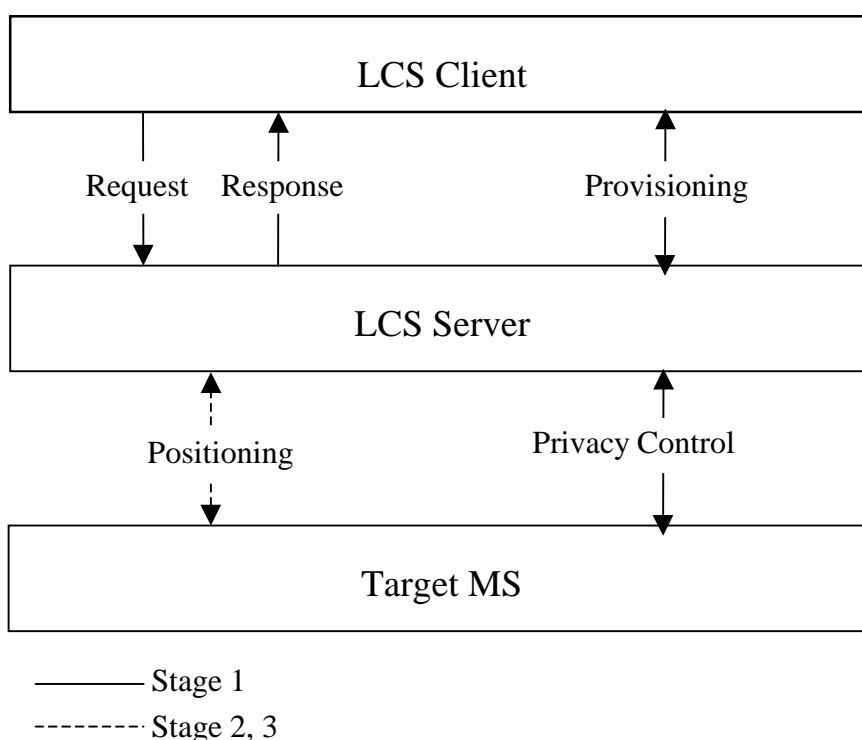 LCS Client
Request
Response
Provisioning
LCS Server
Positioning
Privacy Control
Target MS
Stage 1
Stage 2, 3